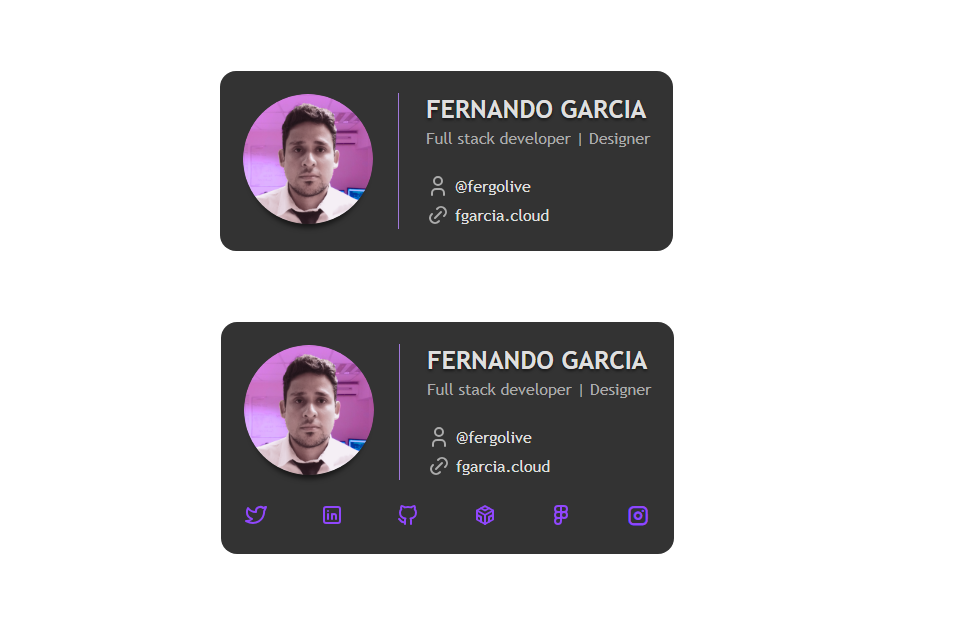 FERNANDO GARCIA
Full stack developer | Designer
@fergolive
fgarcia.cloud
FERNANDO GARCIA
Full stack developer | Designer
@fergolive
fgarcia.cloud